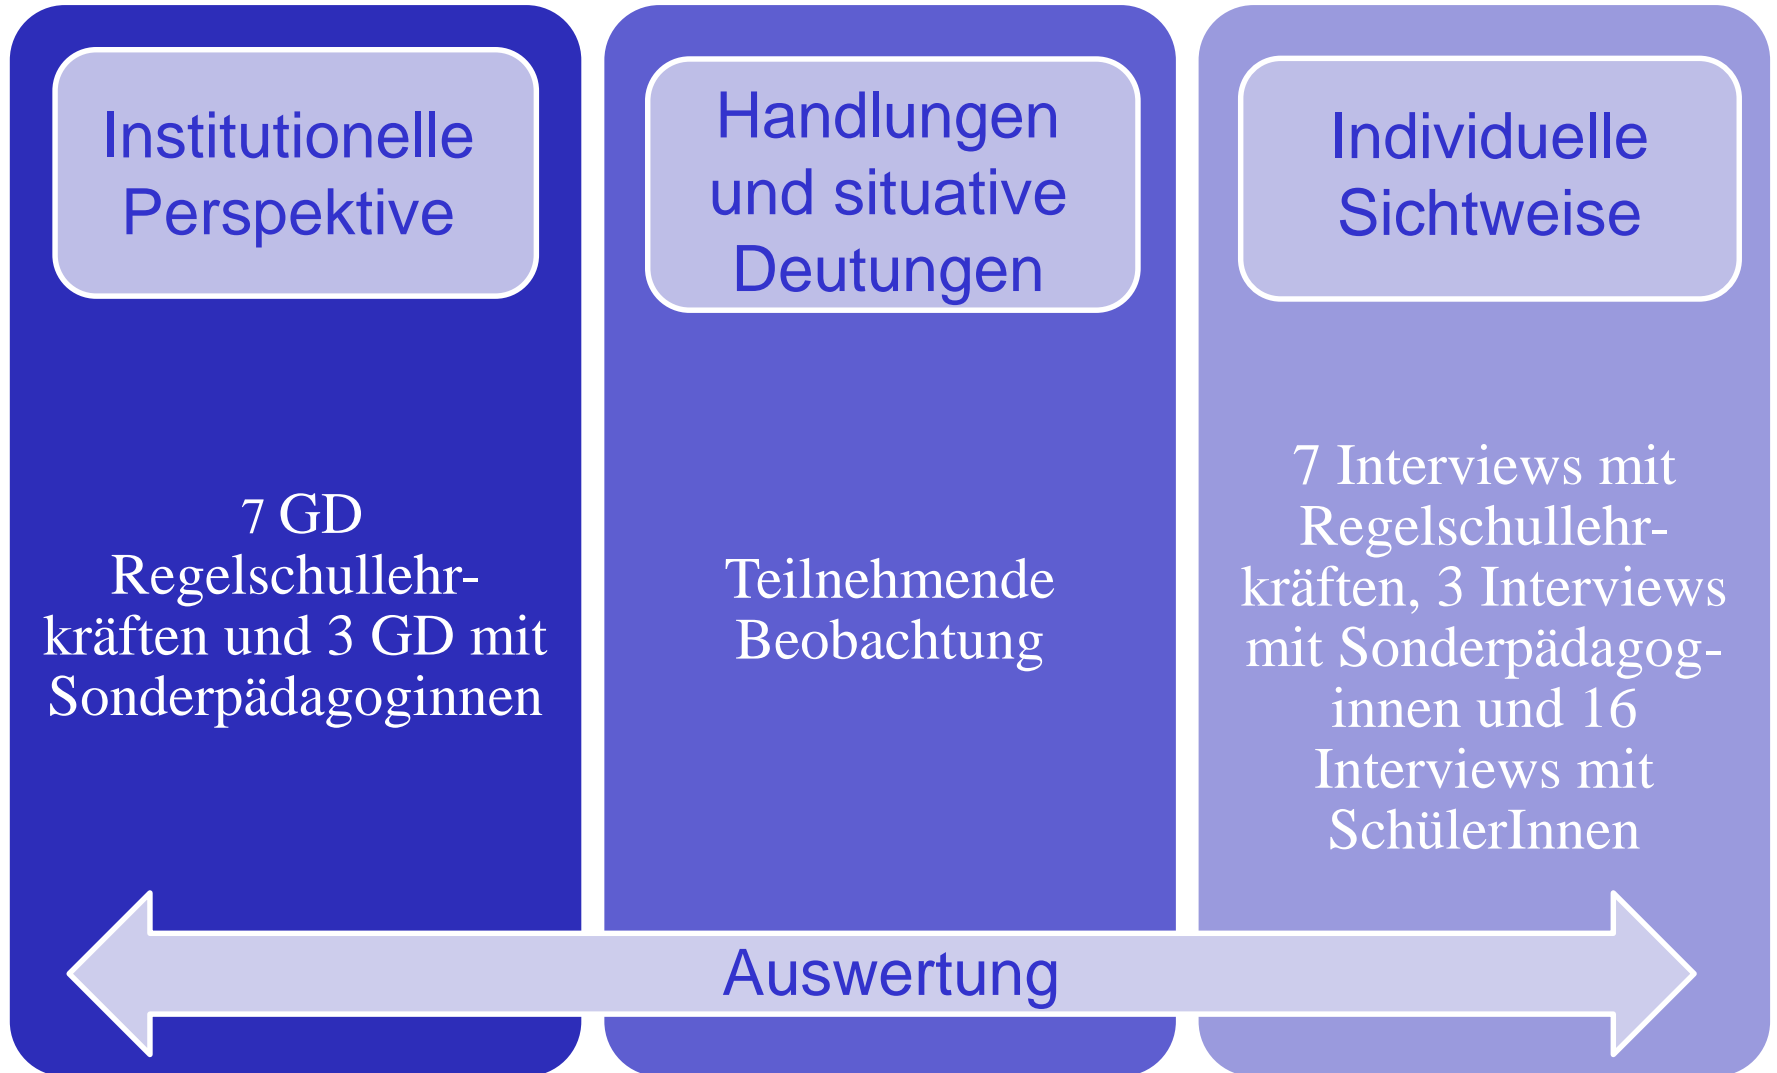 Institutionelle
Perspektive
7 GD
Regelschullehr-
kräften und 3 GD mit
Sonderpädagoginnen
Handlungen
und situative
Deutungen
Teilnehmende
Beobachtung
Individuelle
Sichtweise
7 Interviews mit
Regelschullehr-
kräften, 3 Interviews
mit Sonderpädagog-
innen und 16
Interviews mit
SchülerInnen
Auswertung